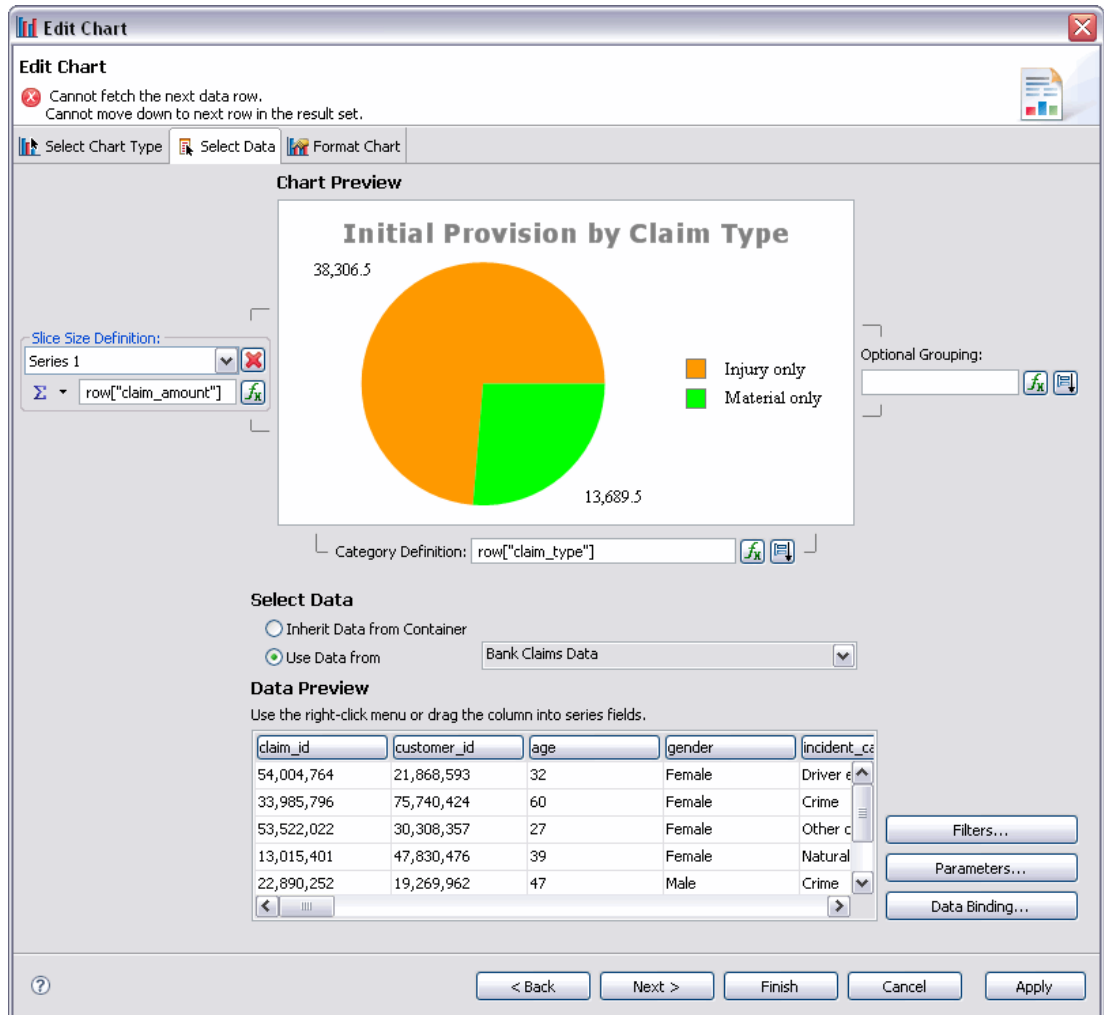 Edit Chart
Edit Chart
Cannot fetch the next data row.
Cannot move down to next row in the result set.
Select Chart Type
Select Data
Format Chart
Chart Preview
Initial Provision by Claim Type
38,306.5
13,689.5
Injury only
Material only
Slice Size Definition:
Series 1
Σ
row["claim_amount"]
fx
Optional Grouping:
fx
Category Definition:
row["claim_type"]
fx
Select Data
Inherit Data from Container
Use Data from
Bank Claims Data
Data Preview
Use the right-click menu or drag the column into series fields.
claim_id customer_id age gender incident_ca
54,004,764 21,868,593 32 Female Driver e
33,985,796 75,740,424 60 Female Crime
53,522,022 30,308,357 27 Female Other c
13,015,401 47,830,476 39 Female Natural
22,890,252 19,269,962 47 Male Crime
Filters...
Parameters...
Data Binding...
?
< Back
Next >
Finish
Cancel
Apply